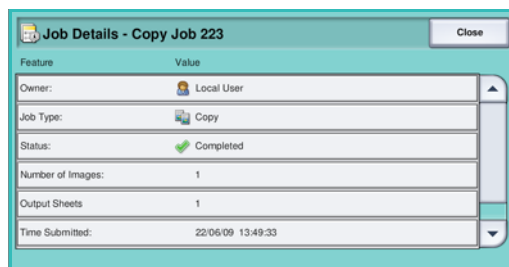 Job Details - Copy Job 223 Close
Feature Value
Owner: Local User
Job Type: Copy
Status: Completed
Number of Images: 1
Output Sheets 1
Time Submitted: 22/06/09 13:49:33